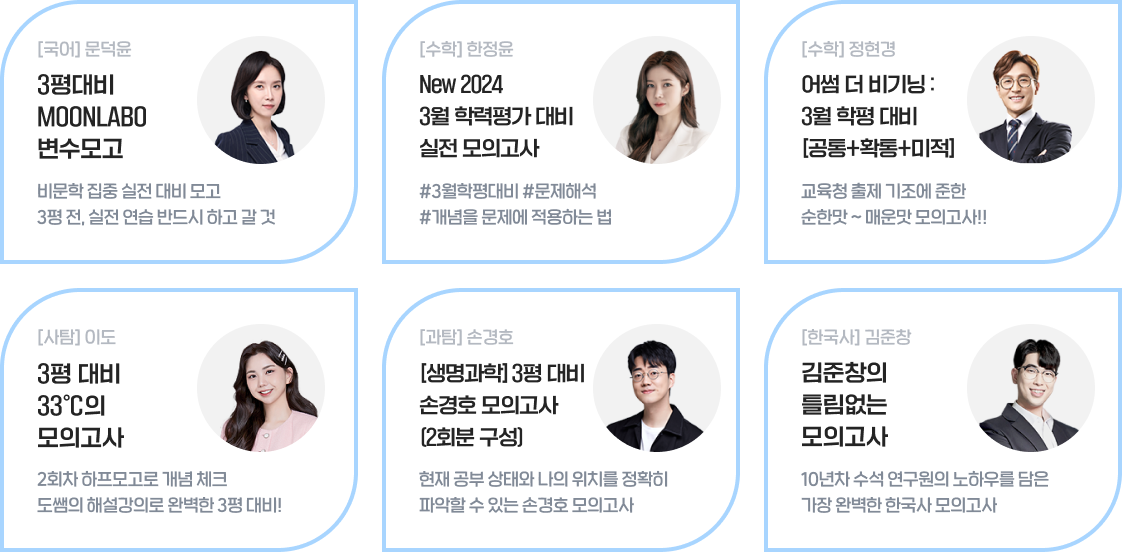 [국어] 문덕윤
3평대비
MOONLABO
변수모고
비문학 집중 실전 대비 모고
3평 전, 실전 연습 반드시 하고 갈 것
[수학] 한정윤
New 2024
3월 학력평가 대비
실전 모의고사
#3월학평대비 #문제해석
#개념을 문제에 적용하는 법
[수학] 정현경
어썸 더 비기닝 :
3월 학평 대비
[공통+확통+미적]
교육청 출제 기조에 준한
순한맛 ~ 매운맛 모의고사!!
[사탐] 이도
3평 대비
33℃의
모의고사
2회차 하프모고로 개념 체크
도쌤의 해설강의로 완벽한 3평 대비!
[과탐] 손경호
[생명과학] 3평 대비
손경호 모의고사
(2회분 구성)
현재 공부 상태와 나의 위치를 정확히
파악할 수 있는 손경호 모의고사
[한국사] 김준창
김준창의
틀림없는
모의고사
10년차 수석 연구원의 노하우를 담은
가장 완벽한 한국사 모의고사